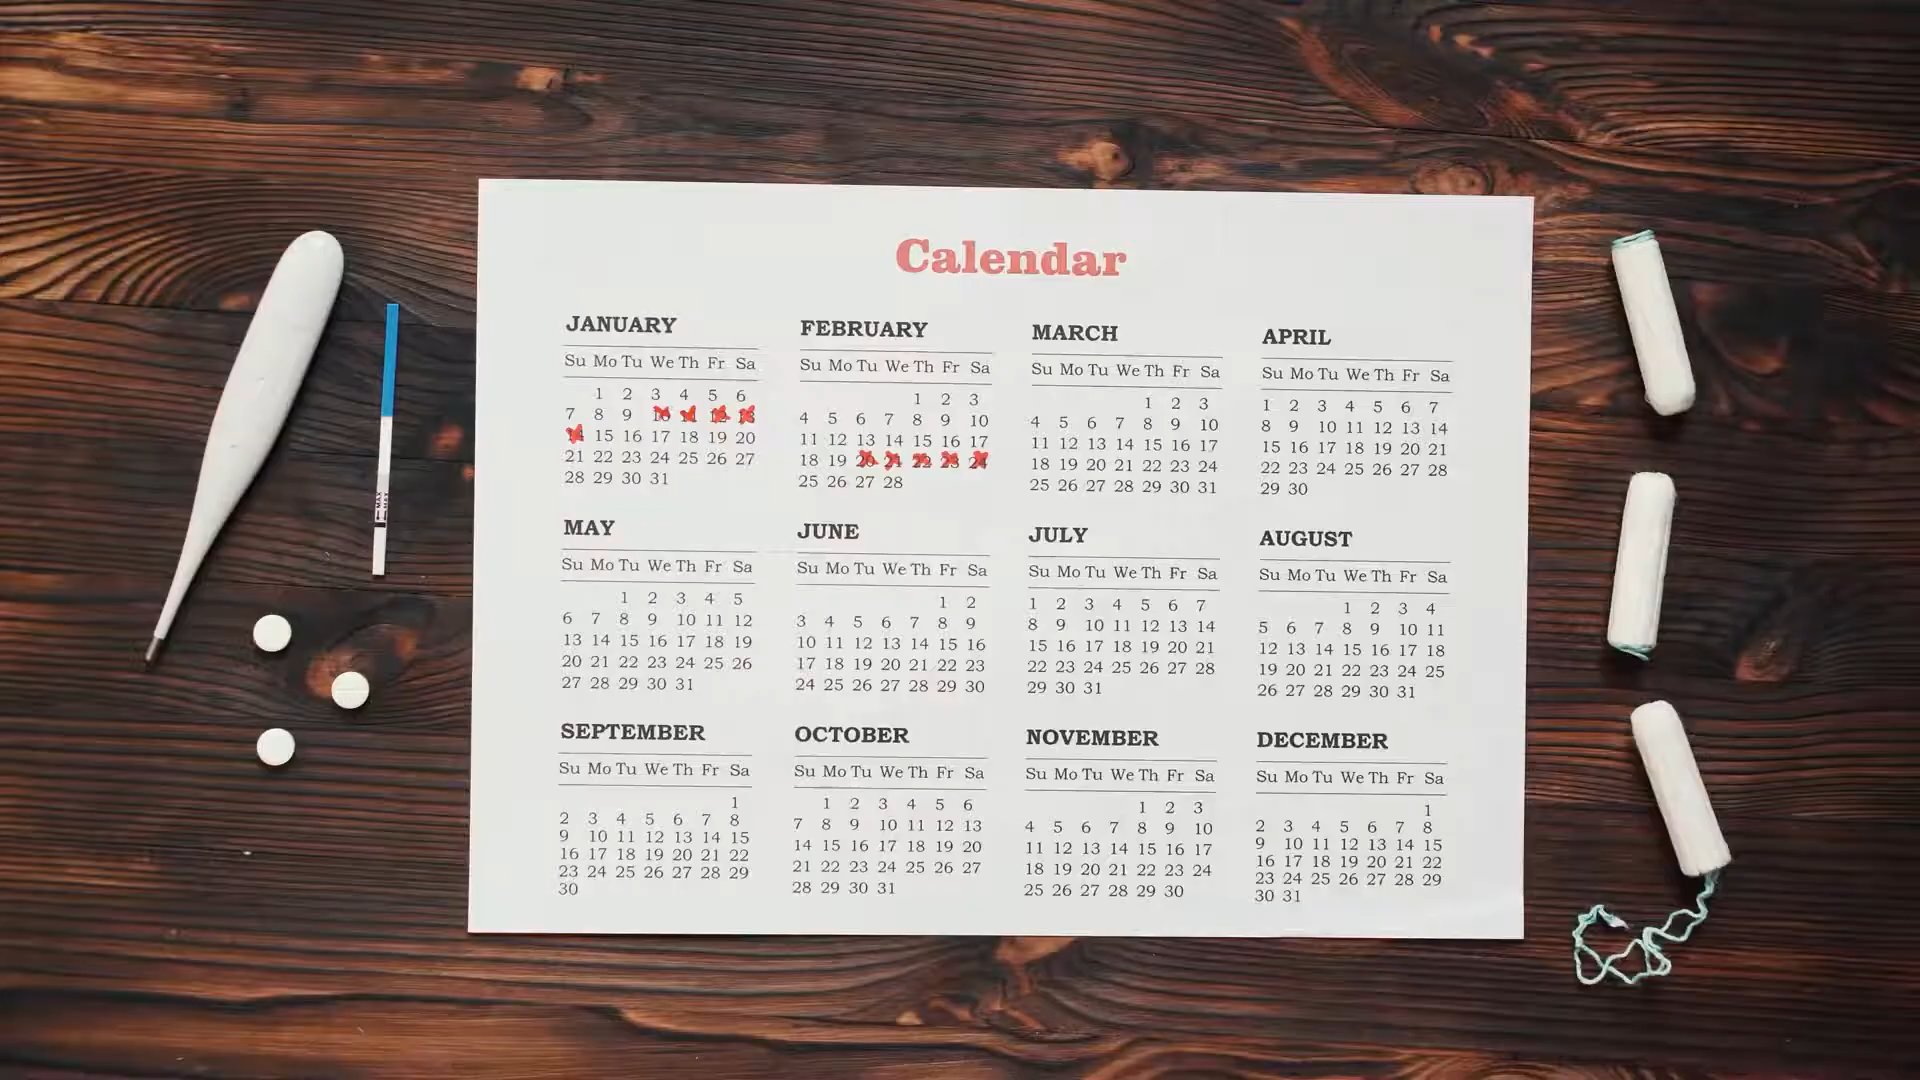 Calendar
JANUARY FEBRUARY MARCH APRIL
Su Mo Tu We Th Fr Sa Su Mo Tu We Th Fr Sa Su Mo Tu We Th Fr Sa Su Mo Tu We Th Fr Sa
1 2 3 4 5 6 1 2 3 1 2 3 1 2 3 4 5 6 7
7 8 9 10 11 12 13 4 5 6 7 8 9 10 4 5 6 7 8 9 10 8 9 10 11 12 13 14
14 15 16 17 18 19 20 11 12 13 14 15 16 17 11 12 13 14 15 16 17 15 16 17 18 19 20 21
21 22 23 24 25 26 27 18 19 20 21 22 23 24 18 19 20 21 22 23 24 22 23 24 25 26 27 28
28 29 30 31 25 26 27 28 25 26 27 28 29 30 31 29 30
MAX
MAX
MAY JUNE JULY AUGUST
Su Mo Tu We Th Fr Sa Su Mo Tu We Th Fr Sa Su Mo Tu We Th Fr Sa Su Mo Tu We Th Fr Sa
1 2 3 4 5 1 2 1 2 3 4 5 6 7 1 2 3 4
6 7 8 9 10 11 12 3 4 5 6 7 8 9 8 9 10 11 12 13 14 5 6 7 8 9 10 11
13 14 15 16 17 18 19 10 11 12 13 14 15 16 15 16 17 18 19 20 21 12 13 14 15 16 17 18
20 21 22 23 24 25 26 17 18 19 20 21 22 23 22 23 24 25 26 27 28 19 20 21 22 23 24 25
27 28 29 30 31 24 25 26 27 28 29 30 29 30 31 26 27 28 29 30 31
SEPTEMBER OCTOBER NOVEMBER DECEMBER
Su Mo Tu We Th Fr Sa Su Mo Tu We Th Fr Sa Su Mo Tu We Th Fr Sa Su Mo Tu We Th Fr Sa
1 1 2 3 4 5 6 1 2 3 1
2 3 4 5 6 7 8 7 8 9 10 11 12 13 4 5 6 7 8 9 10 2 3 4 5 6 7 8
9 10 11 12 13 14 15 14 15 16 17 18 19 20 11 12 13 14 15 16 17 9 10 11 12 13 14 15
16 17 18 19 20 21 22 21 22 23 24 25 26 27 18 19 20 21 22 23 24 16 17 18 19 20 21 22
23 24 25 26 27 28 29 28 29 30 31 25 26 27 28 29 30 23 24 25 26 27 28 29
30 30 31